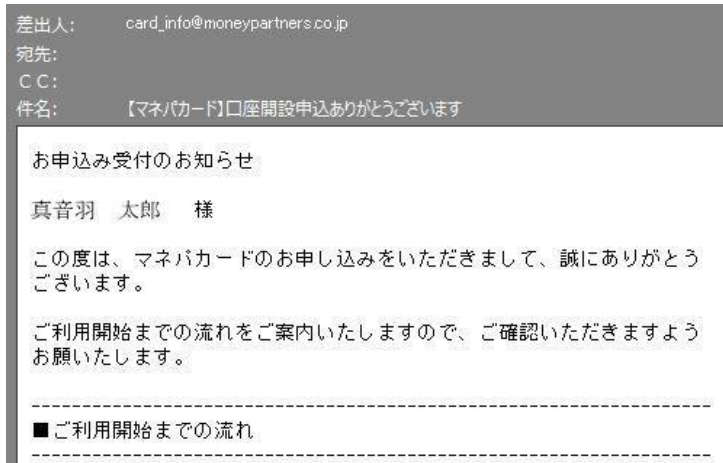 差出人: card_info@moneypartners.co.jp
宛先:
CC:
件名: 【マネパカード】口座開設申込ありがとうございます
お申込み受付のお知らせ
真音羽 太郎 様
この度は、マネパカードのお申し込みをいただきまして、誠にありがとう
ございます。
ご利用開始までの流れをご案内いたしますので、ご確認いただきますよう
お願いいたします。
--------------------------------------------------------------------
■ご利用開始までの流れ
--------------------------------------------------------------------